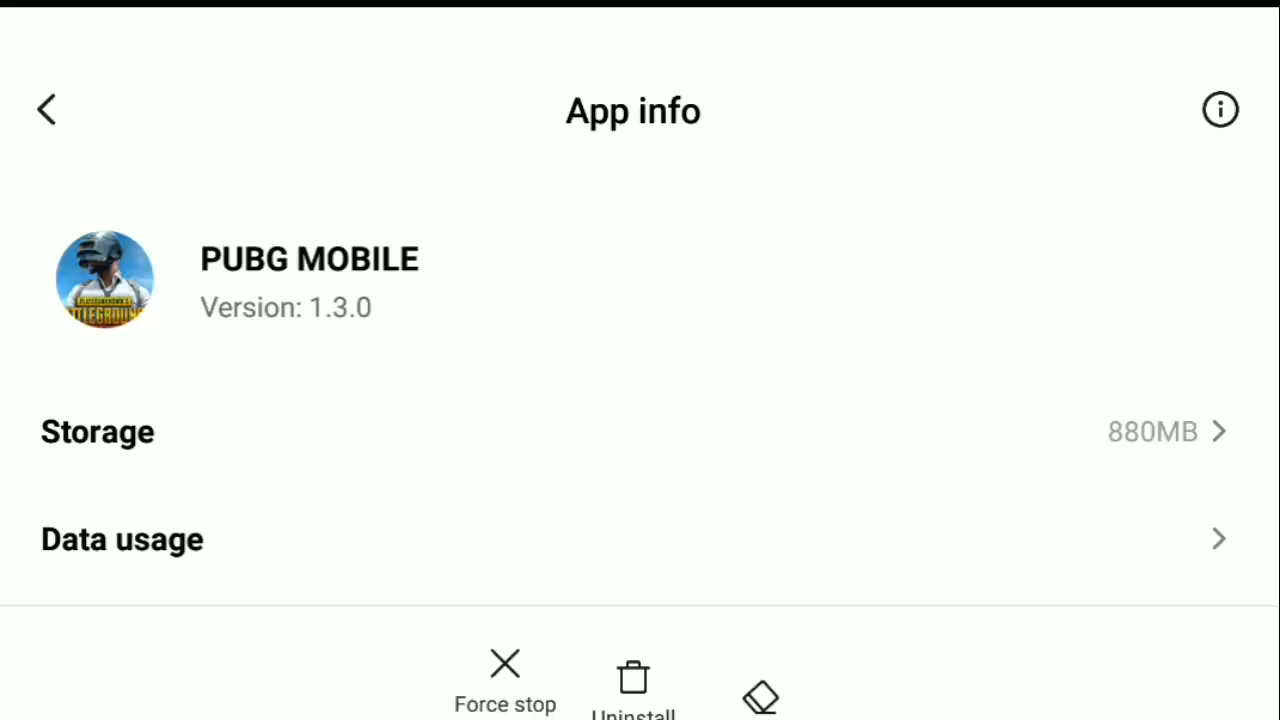 App info
PUBG MOBILE
Version: 1.3.0
Storage
880MB
Data usage
Force stop
Uninstall